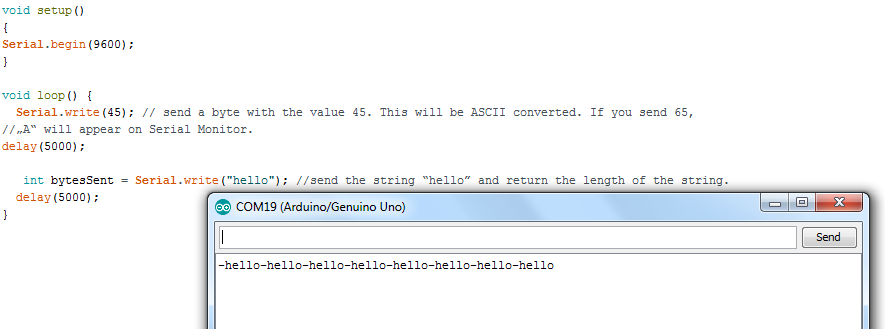 void setup()
{
Serial.begin(9600);
}
void loop() {
Serial.write(45); // send a byte with the value 45. This will be ASCII converted. If you send 65,
//„A“ will appear on Serial Monitor.
delay(5000);
int bytesSent = Serial.write("hello"); //send the string “hello” and return the length of the string.
delay(5000);
}
COM19 (Arduino/Genuino Uno)
Send
-hello-hello-hello-hello-hello-hello-hello-hello